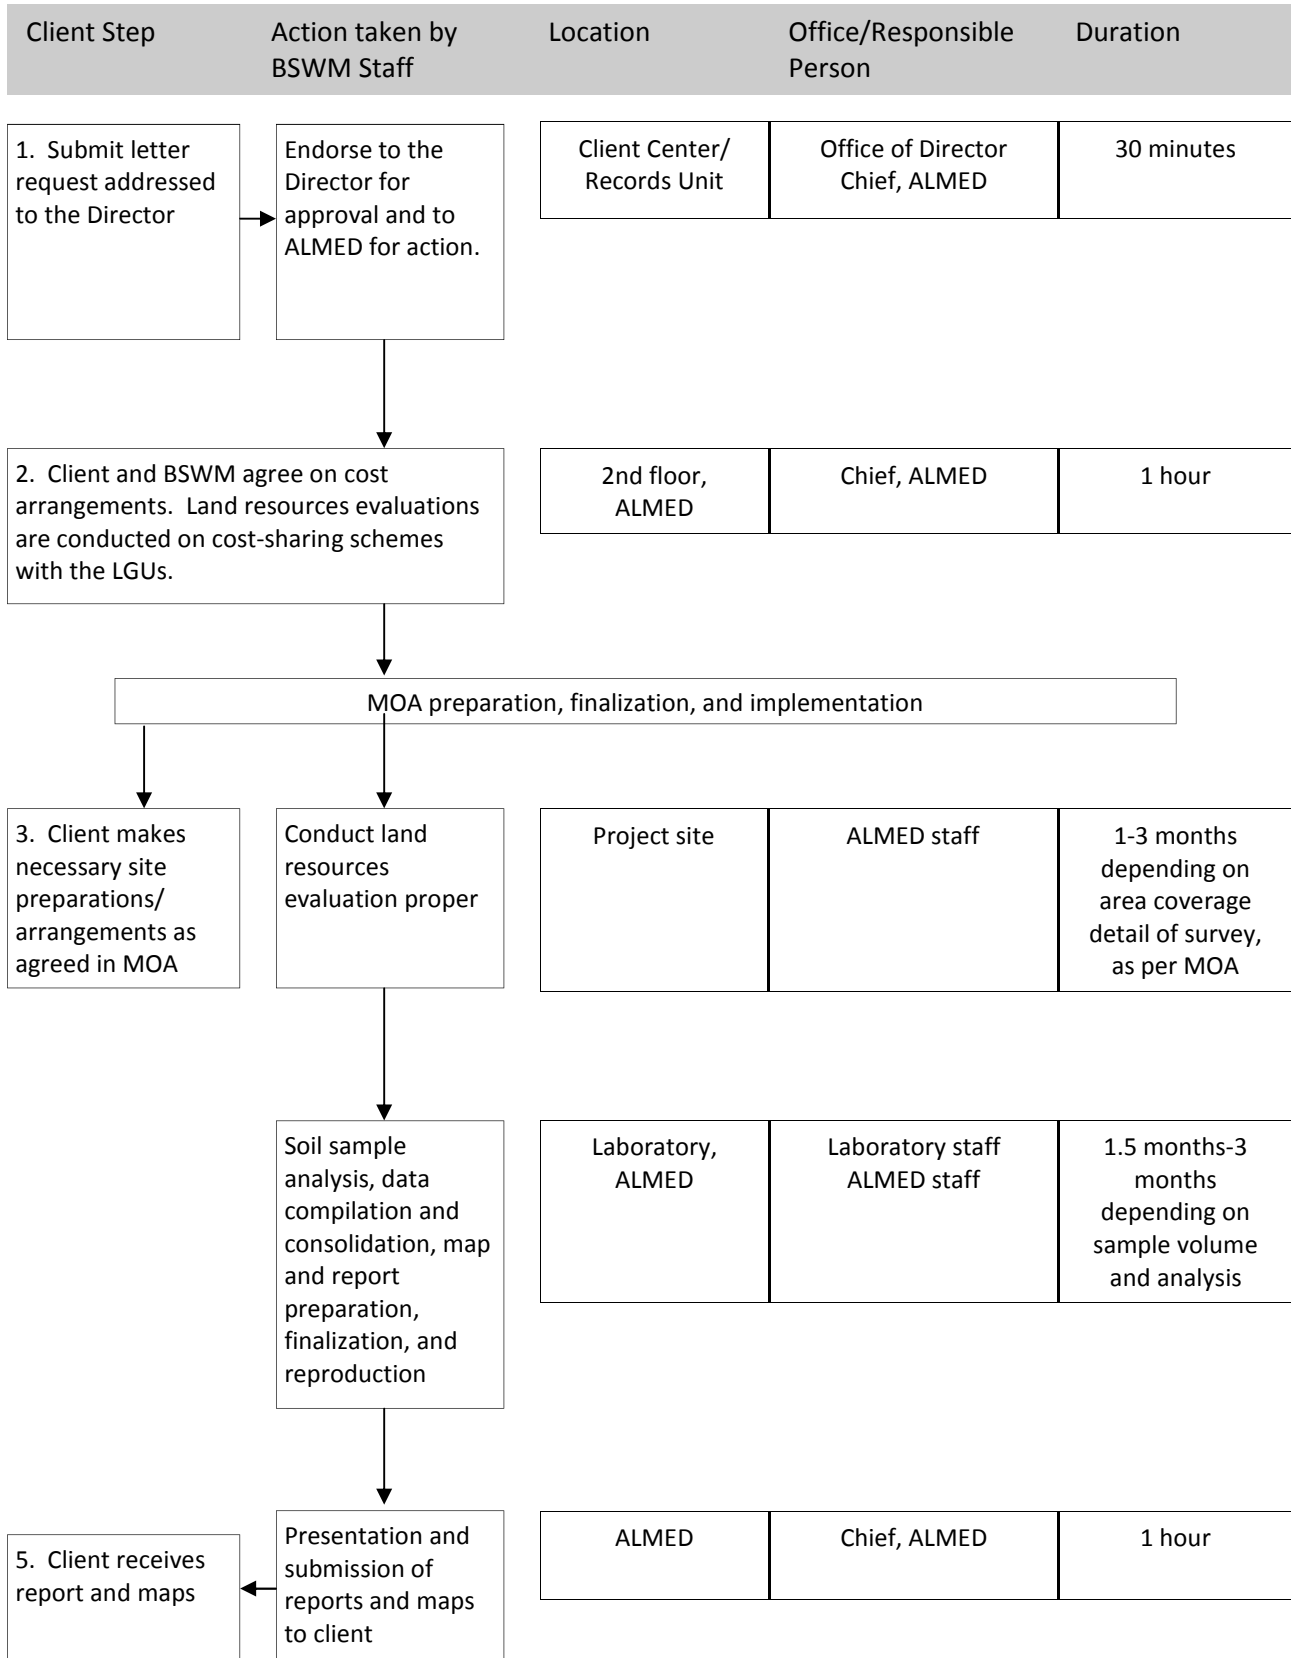 Client Step
Action taken by
BSWM Staff
Location
Office/Responsible
Person
Duration
1. Submit letter
request addressed
to the Director
Endorse to the
Director for
approval and to
ALMED for action.
Client Center/
Records Unit
Office of Director
Chief, ALMED
30 minutes
2. Client and BSWM agree on cost
arrangements. Land resources evaluations
are conducted on cost-sharing schemes
with the LGUs.
2nd floor,
ALMED
Chief, ALMED
1 hour
MOA preparation, finalization, and implementation
3. Client makes
necessary site
preparations/
arrangements as
agreed in MOA
Conduct land
resources
evaluation proper
Project site
ALMED staff
1-3 months
depending on
area coverage
detail of survey,
as per MOA
Soil sample
analysis, data
compilation and
consolidation, map
and report
preparation,
finalization, and
reproduction
Laboratory,
ALMED
Laboratory staff
ALMED staff
1.5 months-3
months
depending on
sample volume
and analysis
5. Client receives
report and maps
Presentation and
submission of
reports and maps
to client
ALMED
Chief, ALMED
1 hour